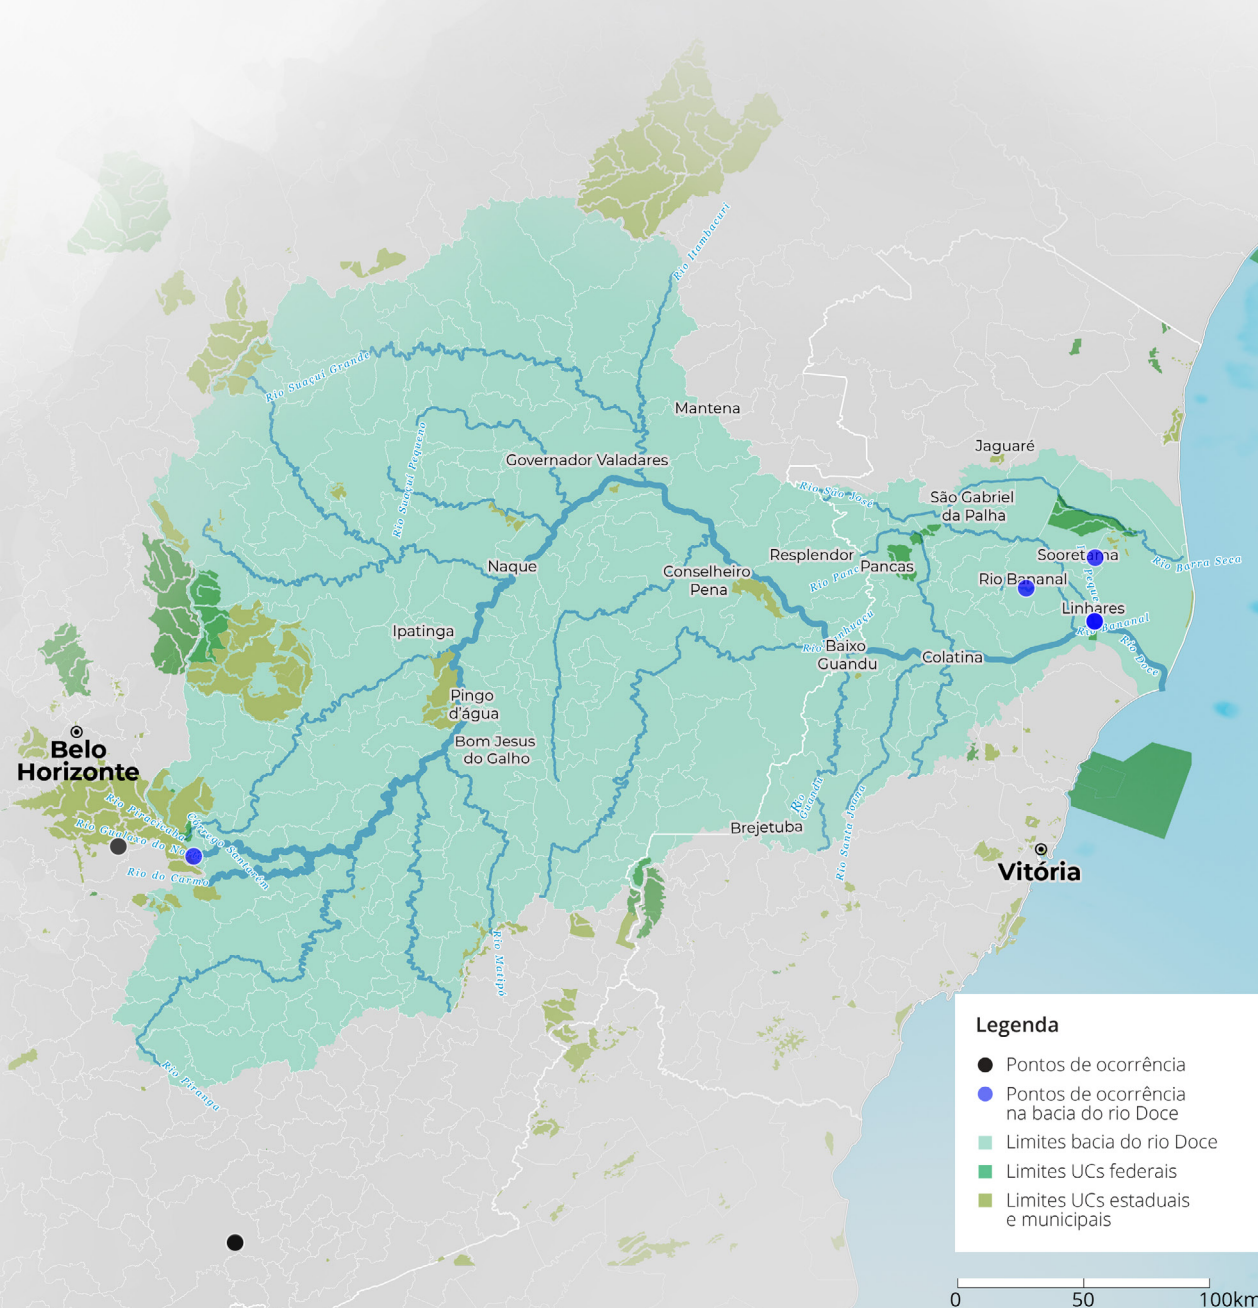 Rio Itambacuri
Rio Suaçuí Grande
Mantena
Rio Suaçuí Pequeno
Governador Valadares
Jaguaré
Rio São José
São Gabriel
da Palha
Naque
Resplendor
Conselheiro
Pena
Pancas
Sooretama
Rio Barra Seca
Rio Bananal
Linhares
Rio Bananal
Rio Doce
Ipatinga
Baixo
Guandu
Colatina
Pingo
d'água
Bom Jesus
do Galho
Belo
Horizonte
Rio Piracicaba
Rio Gualaxo do
Córrego Santarém
Rio do Carmo
Rio
Guandu
Rio Santa Joana
Brejetuba
Vitória
Rio Matipó
Rio Piranga
Legenda
Pontos de ocorrência
Pontos de ocorrência
na bacia do rio Doce
Limites bacia do rio Doce
Limites UCs federais
Limites UCs estaduais
e municipais
0 50 100km